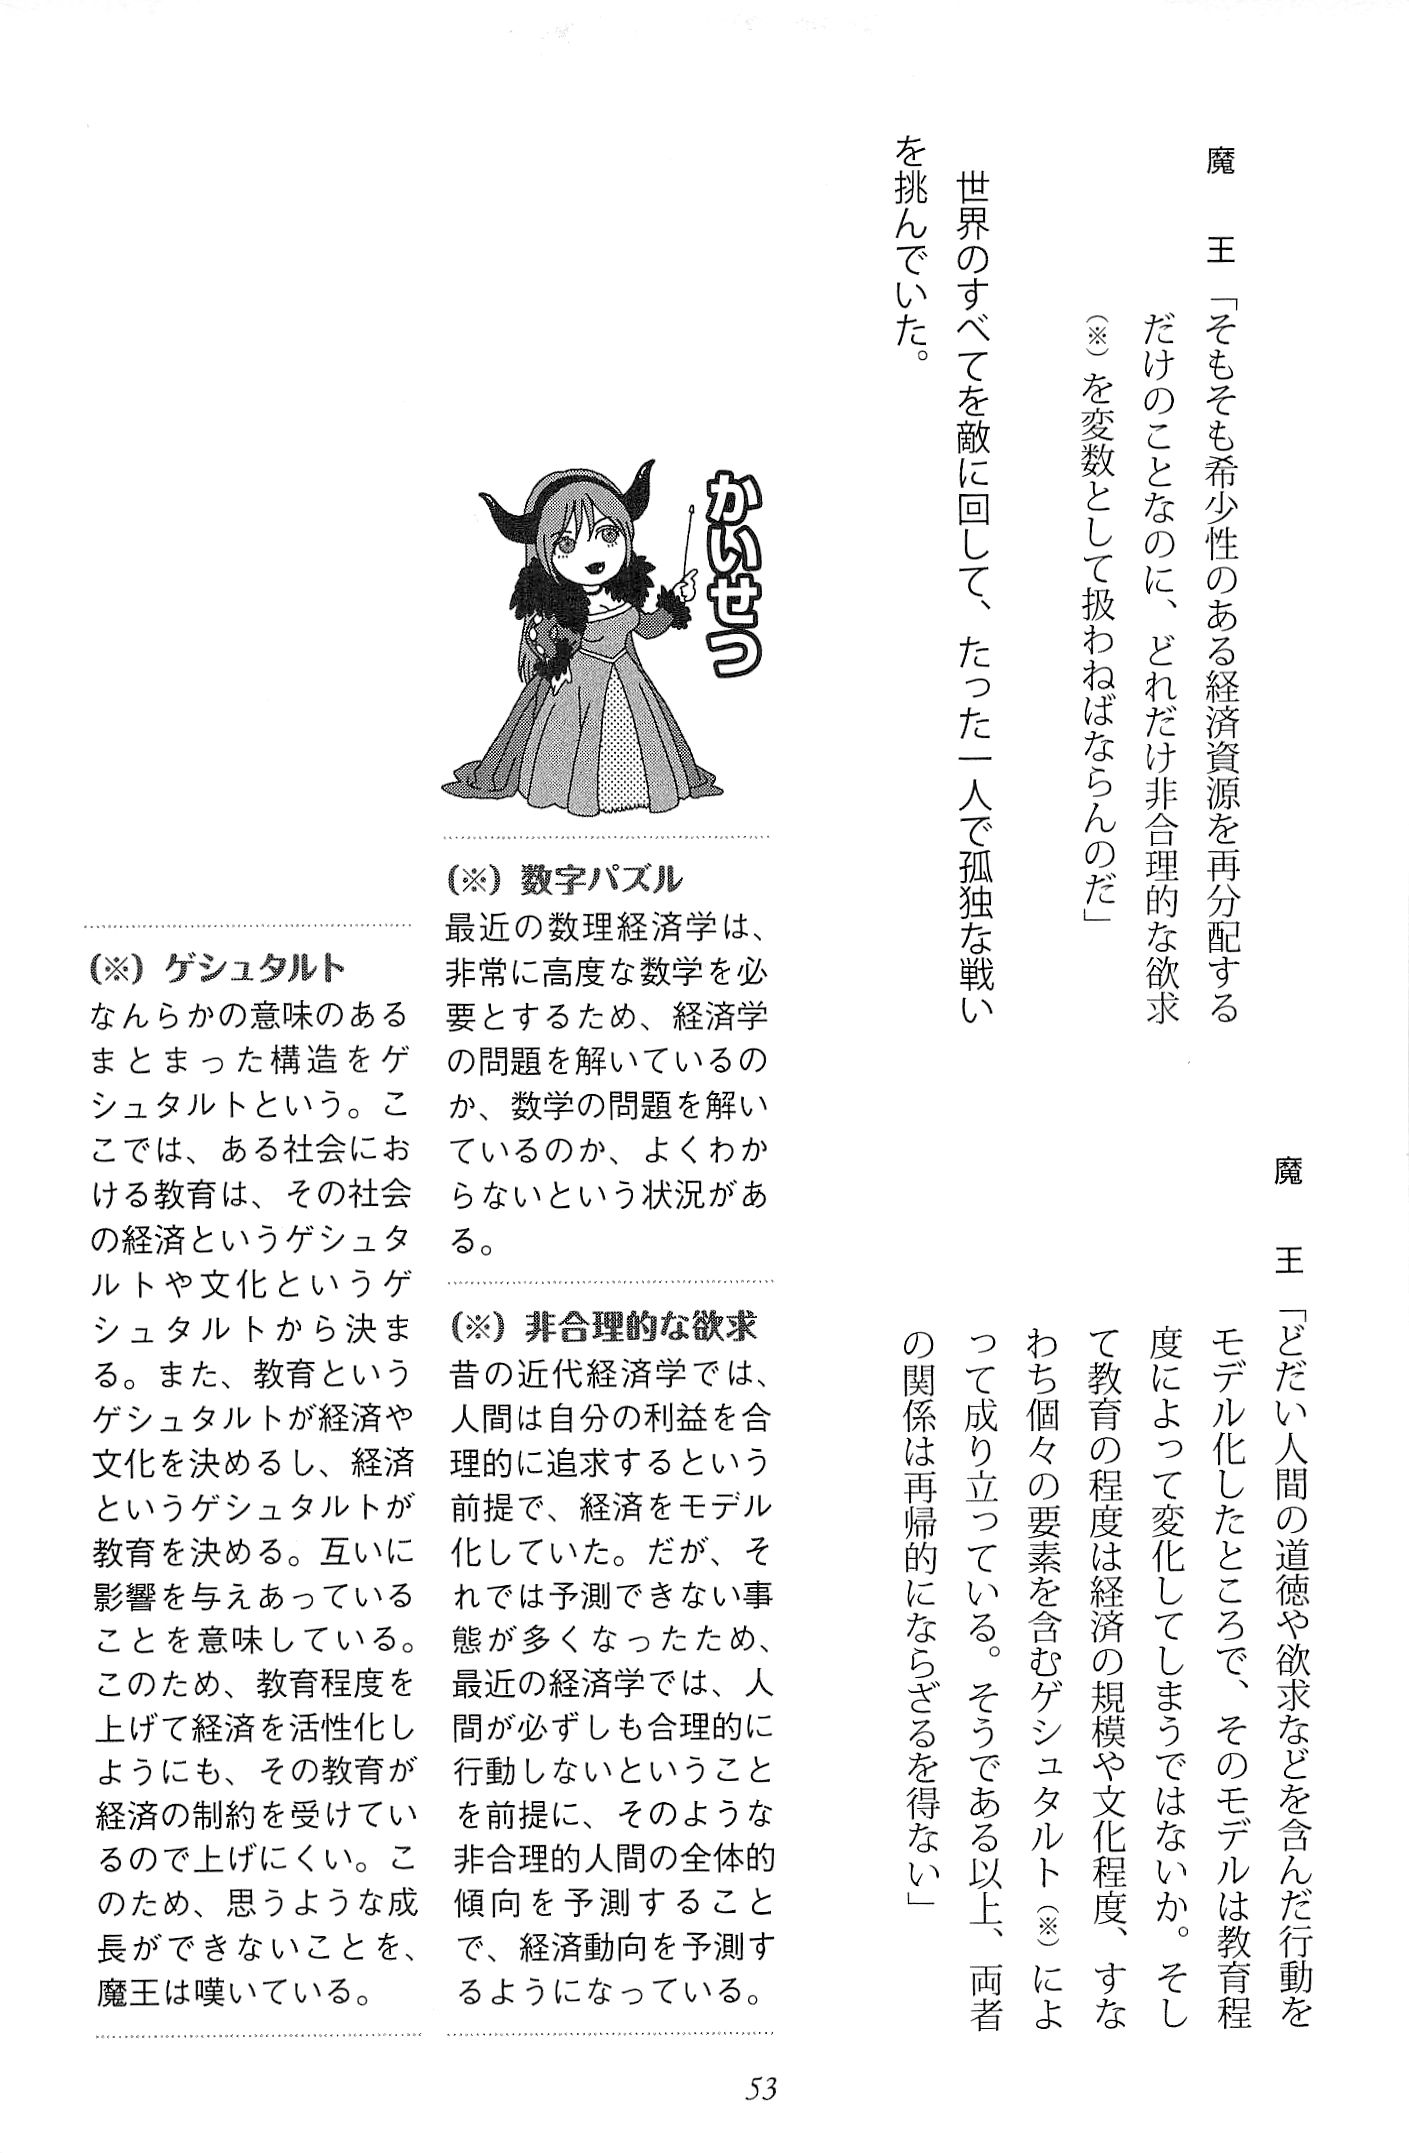 魔　王「そもそも希少性のある経済資源を再分配する
だけのことなのに、どれだけ非合理的な欲求
(※)を変数として扱わねばならんのだ」
世界のすべてを敵に回して、たった一人で孤独な戦い
を挑んでいた。
魔　王「どだい人間の道徳や欲求などを含んだ行動を
モデル化したところで、そのモデルは教育程
度によって変化してしまうではないか。そし
て教育の程度は経済の規模や文化程度、すな
わち個々の要素を含むゲシュタルト(※)によ
って成り立っている。そうである以上、両者
の関係は再帰的にならざるを得ない」
かいせつ
(※) 数字パズル
最近の数理経済学は、
非常に高度な数学を必
要とするため、経済学
の問題を解いているの
か、数学の問題を解い
ているのか、よくわか
らないという状況があ
る。
(※) 非合理的な欲求
昔の近代経済学では、
人間は自分の利益を合
理的に追求するという
前提で、経済をモデル
化していた。だが、そ
れでは予測できない事
態が多くなったため、
最近の経済学では、人
間が必ずしも合理的に
行動しないということ
を前提に、そのような
非合理的人間の全体的
傾向を予測すること
で、経済動向を予測す
るようになっている。
(※) ゲシュタルト
なんらかの意味のある
まとまった構造をゲ
シュタルトという。こ
こでは、ある社会にお
ける教育は、その社会
の経済というゲシュタ
ルトや文化というゲ
シュタルトから決ま
る。また、教育という
ゲシュタルトが経済や
文化を決めるし、経済
というゲシュタルトが
教育を決める。互いに
影響を与えあっている
ことを意味している。
このため、教育程度を
上げて経済を活性化し
ようにも、その教育が
経済の制約を受けてい
るので上げにくい。こ
のため、思うような成
長ができないことを、
魔王は嘆いている。
53